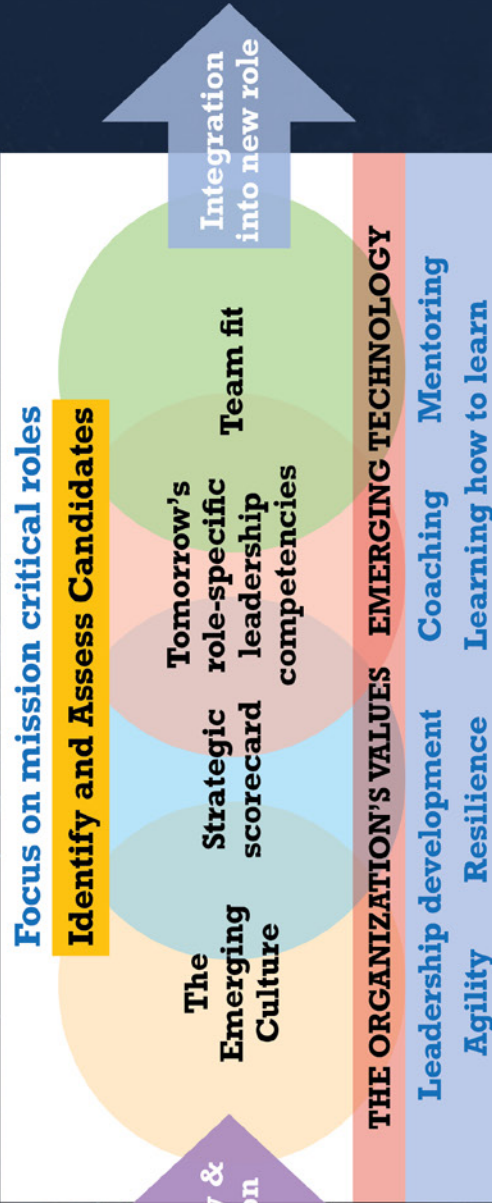 Focus on mission critical roles
Identify and Assess Candidates
The
Emerging
Culture
Strategic
scorecard
Tomorrow's
role-specific
leadership
competencies
Team fit
Integration
into new role
THE ORGANIZATION'S VALUES EMERGING TECHNOLOGY
Leadership development Coaching Mentoring
Agility Resilience Learning how to learn